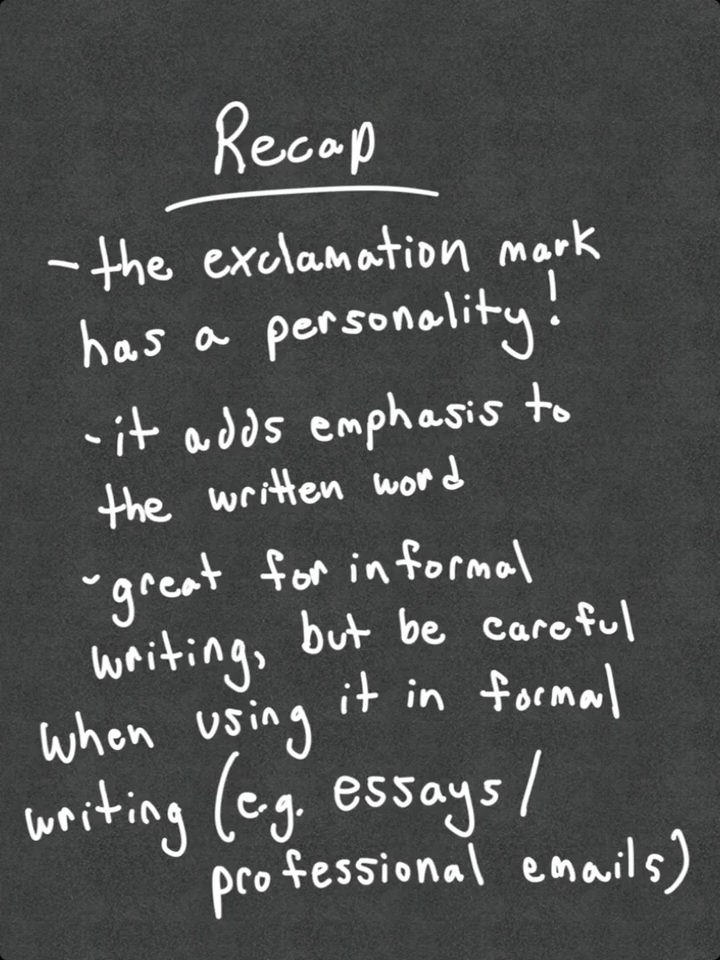 Recap
- the exclamation mark
has a personality!
- it adds emphasis to
the written word
- great for informal
writing, but be careful
when using it in formal
writing (e.g. essays/
professional emails)